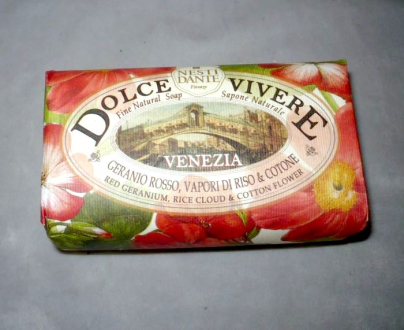 NESTI
DANTE
Firenze
DOLCE VIVERE
Fine Natural Soap Sapone Naturale
VENEZIA
GERANIO ROSSO, VAPORI DI RISO & COTONE
RED GERANIUM, RICE CLOUD & COTTON FLOWER